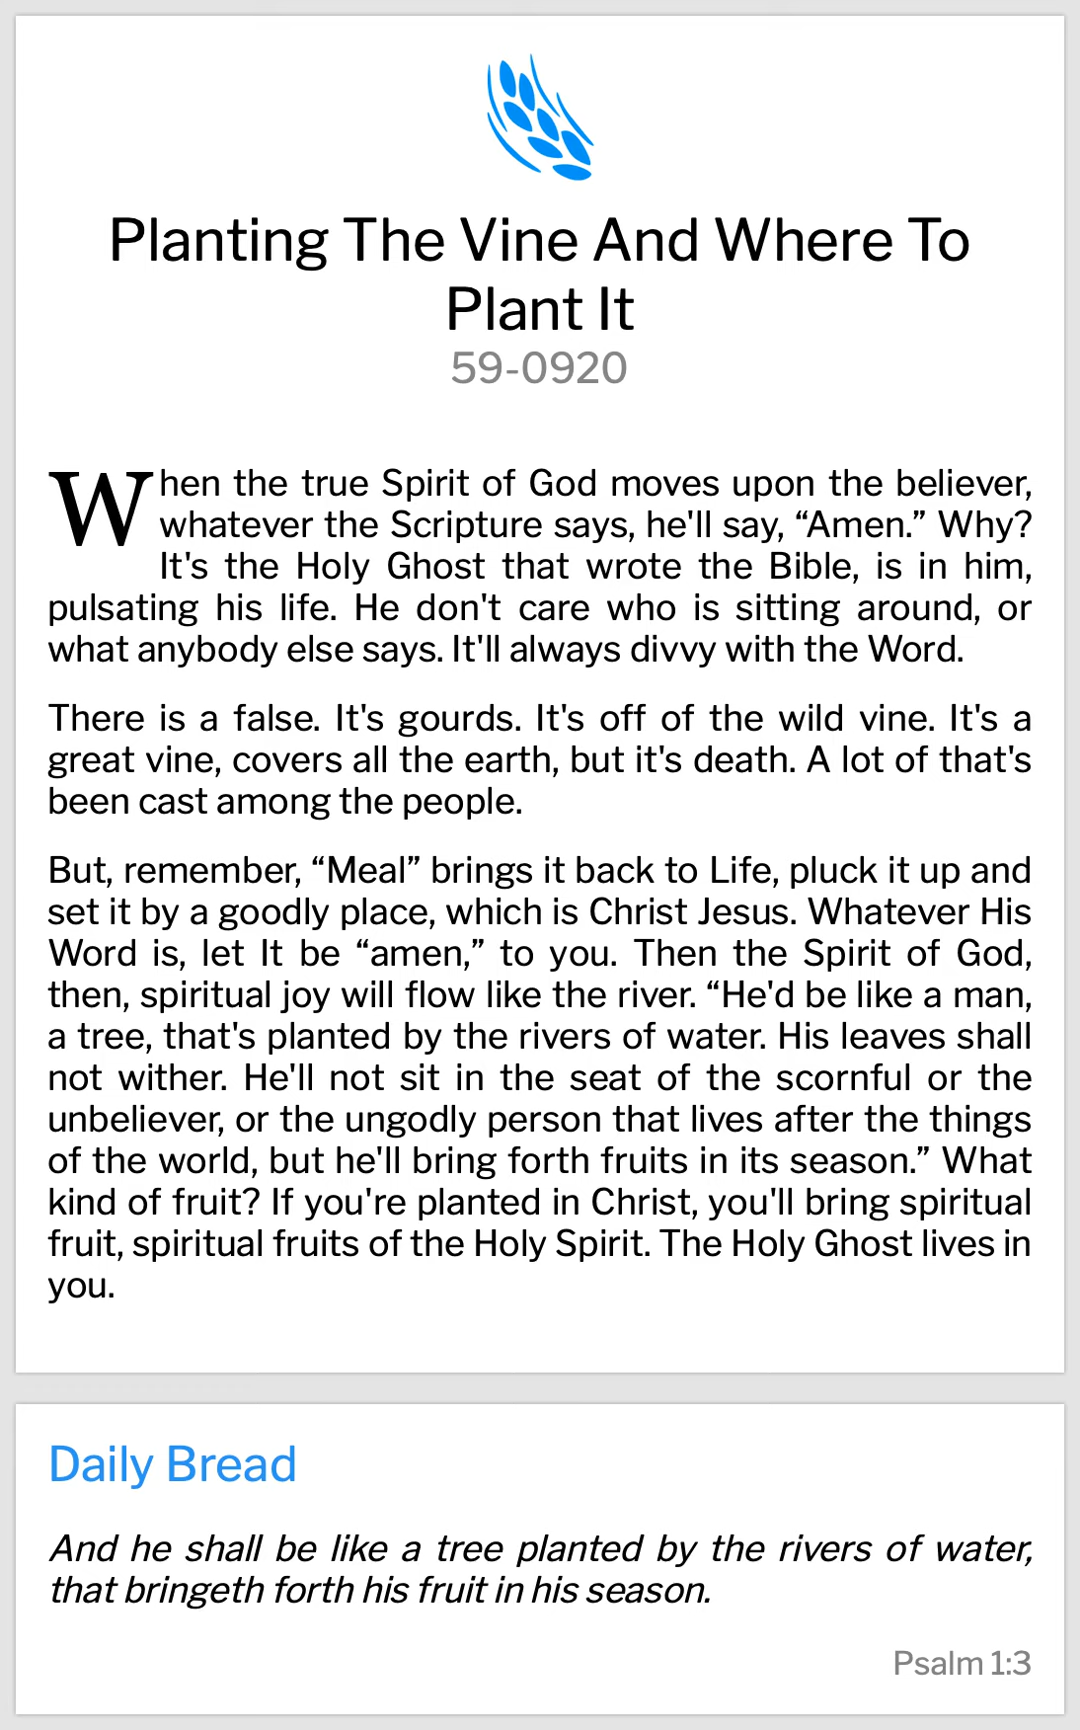 Planting The Vine And Where To
Plant It
59-0920
When the true Spirit of God moves upon the believer,
whatever the Scripture says, he'll say, “Amen.” Why?
It's the Holy Ghost that wrote the Bible, is in him,
pulsating his life. He don't care who is sitting around, or
what anybody else says. It'll always divvy with the Word.
There is a false. It's gourds. It's off of the wild vine. It's a
great vine, covers all the earth, but it's death. A lot of that's
been cast among the people.
But, remember, “Meal” brings it back to Life, pluck it up and
set it by a goodly place, which is Christ Jesus. Whatever His
Word is, let It be “amen,” to you. Then the Spirit of God,
then, spiritual joy will flow like the river. “He'd be like a man,
a tree, that's planted by the rivers of water. His leaves shall
not wither. He'll not sit in the seat of the scornful or the
unbeliever, or the ungodly person that lives after the things
of the world, but he'll bring forth fruits in its season.” What
kind of fruit? If you're planted in Christ, you'll bring spiritual
fruit, spiritual fruits of the Holy Spirit. The Holy Ghost lives in
you.
Daily Bread
And he shall be like a tree planted by the rivers of water,
that bringeth forth his fruit in his season.
Psalm 1:3